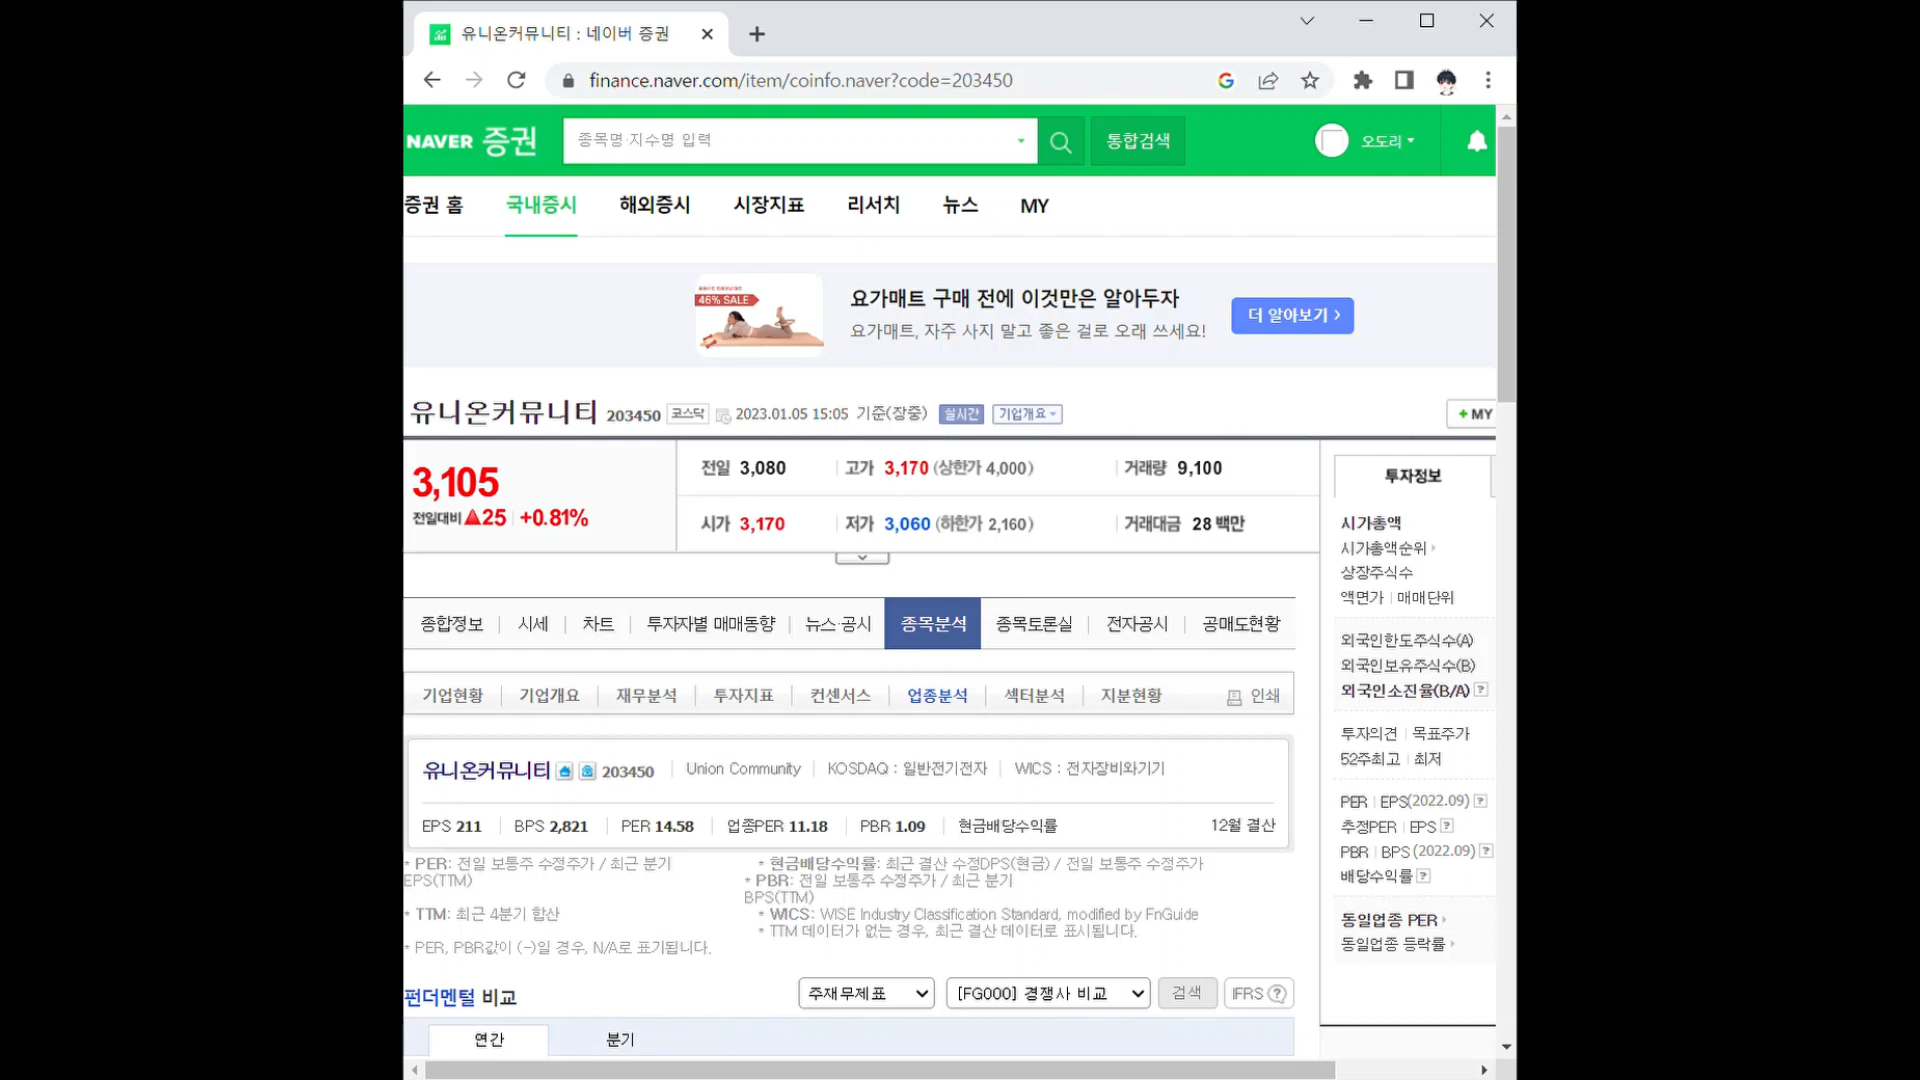 유니온커뮤니티 : 네이버 증권
finance.naver.com/item/coinfo.naver?code=203450
NAVER 증권 종목명·지수명 입력 통합검색 오도리
증권 홈 국내증시 해외증시 시장지표 리서치 뉴스 MY
46% SALE
요가매트 구매 전에 이것만은 알아두자
요가매트, 자주 사지 말고 좋은 걸로 오래 쓰세요!
더 알아보기 >
유니온커뮤니티 203450 코스닥 2023.01.05 15:05 기준(장중) 실시간 기업개요 + MY
3,105
전일대비 ▲25 +0.81%
전일 3,080 고가 3,170 (상한가 4,000) 거래량 9,100
시가 3,170 저가 3,060 (하한가 2,160) 거래대금 28 백만
종합정보 시세 차트 투자자별 매매동향 뉴스·공시 종목분석 종목토론실 전자공시 공매도현황
기업현황 기업개요 재무분석 투자지표 컨센서스 업종분석 섹터분석 지분현황 인쇄
유니온커뮤니티 203450 Union Community KOSDAQ : 일반전기전자 WICS : 전자장비와기기
EPS 211 BPS 2,821 PER 14.58 업종PER 11.18 PBR 1.09 현금배당수익률 12월 결산
* PER: 전일 보통주 수정주가 / 최근 분기
EPS(TTM)
* TTM: 최근 4분기 합산
* PER, PBR값이 (-)일 경우, N/A로 표기됩니다.
* 현금배당수익률: 최근 결산 수정DPS(현금) / 전일 보통주 수정주가
* PBR: 전일 보통주 수정주가 / 최근 분기
BPS(TTM)
* WICS: WISE Industry Classification Standard, modified by FnGuide
* TTM 데이터가 없는 경우, 최근 결산 데이터로 표시됩니다.
펀더멘털 비교 주재무제표 [FG000] 경쟁사 비교 검색 IFRS ?
연간 분기
투자정보
시가총액
시가총액순위
상장주식수
액면가 | 매매단위
외국인한도주식수(A)
외국인보유주식수(B)
외국인소진율(B/A) ?
투자의견 | 목표주가
52주최고 | 최저
PER | EPS(2022.09) ?
추정PER | EPS ?
PBR | BPS (2022.09) ?
배당수익률 ?
동일업종 PER
동일업종 등락률